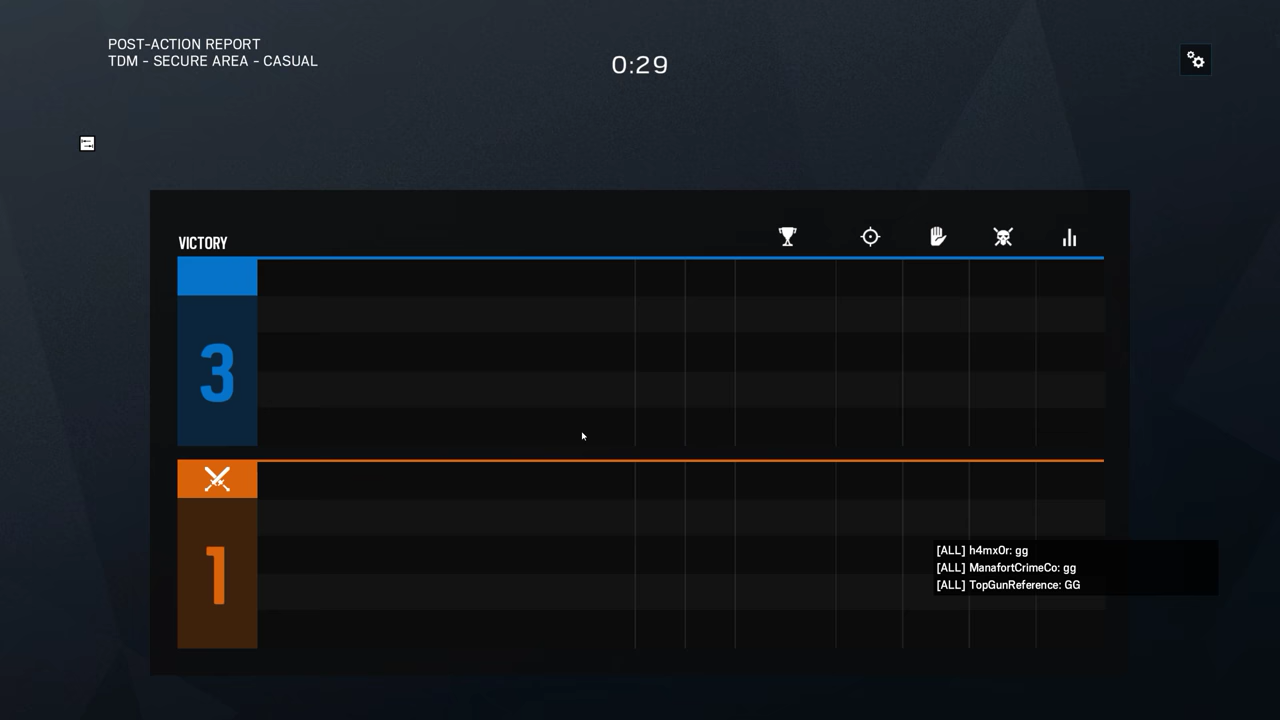 POST-ACTION REPORT
TDM - SECURE AREA - CASUAL
0:29
VICTORY
3
1
[ALL] h4mx0r: gg
[ALL] ManafortCrimeCo: gg
[ALL] TopGunReference: GG